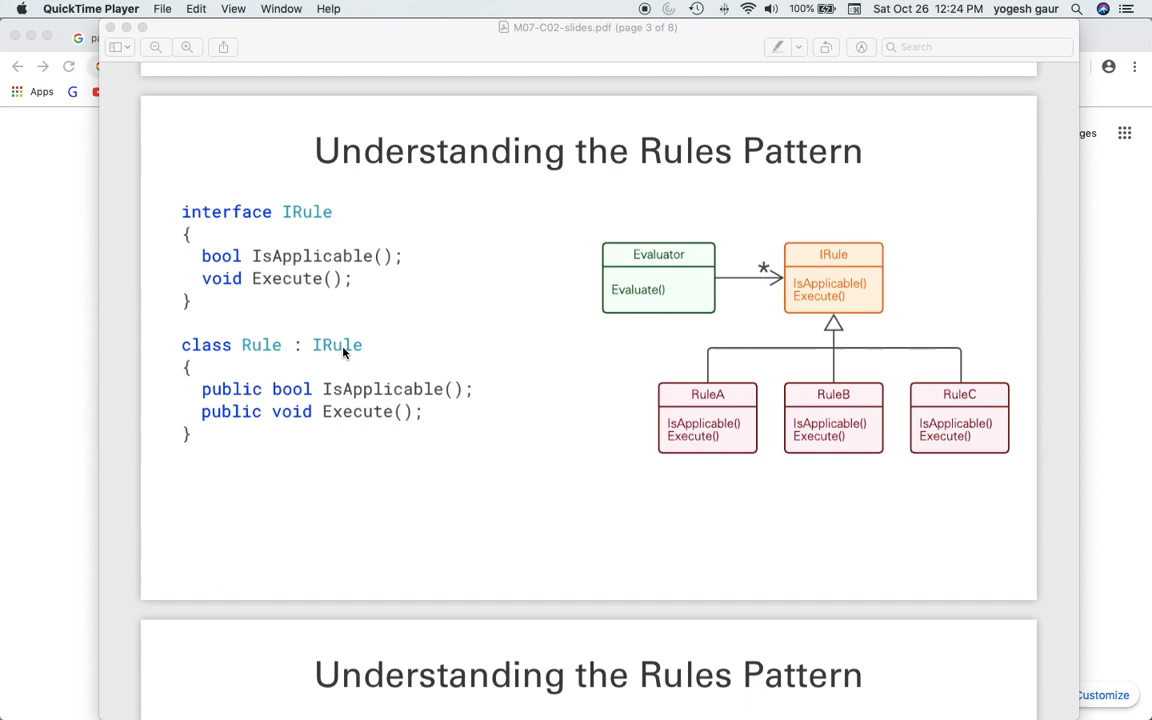 QuickTime Player File Edit View Window Help 100% Sat Oct 26 12:24 PM yogesh gaur
M07-C02-slides.pdf (page 3 of 8)
Search
Apps
ges
Understanding the Rules Pattern
interface IRule
{
bool IsApplicable();
void Execute();
}
class Rule : IRule
{
public bool IsApplicable();
public void Execute();
}
Evaluator
Evaluate()
*
IRule
IsApplicable()
Execute()
RuleA
IsApplicable()
Execute()
RuleB
IsApplicable()
Execute()
RuleC
IsApplicable()
Execute()
Understanding the Rules Pattern
Customize